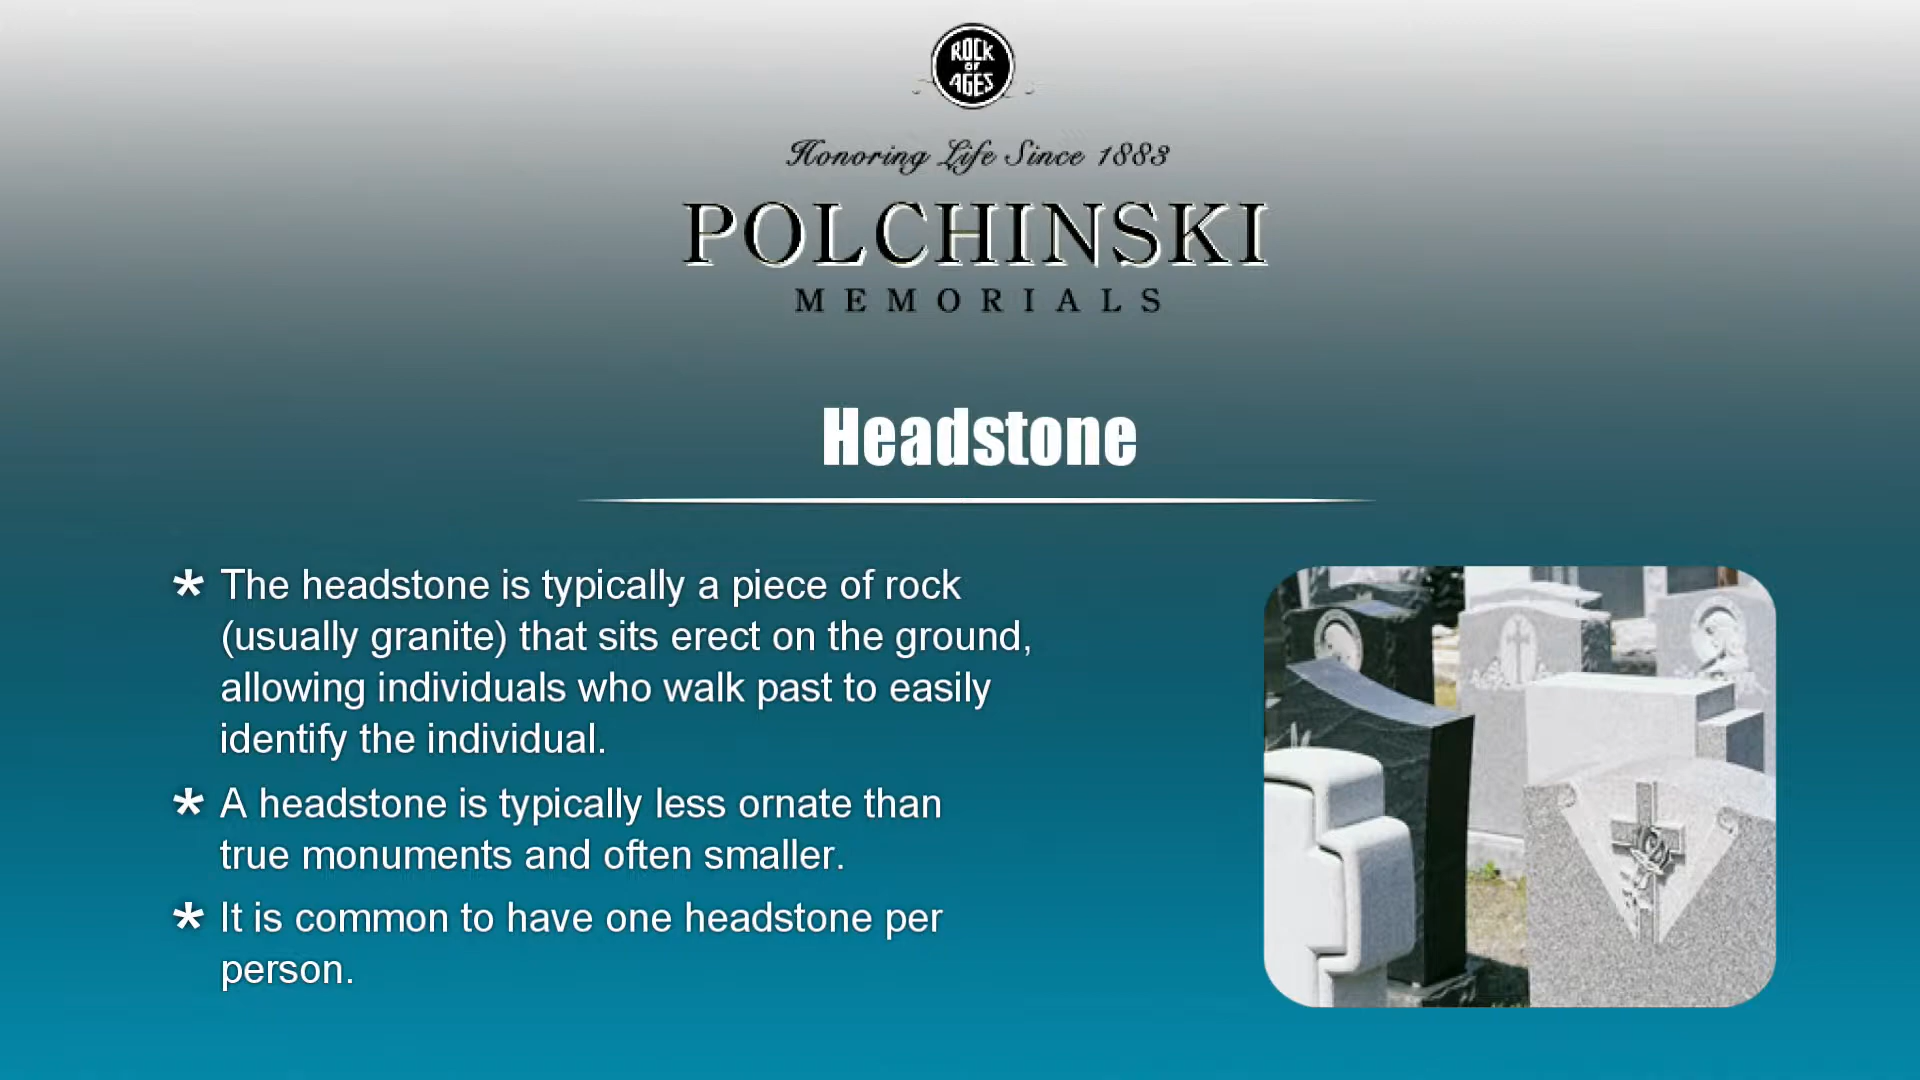 ROCK
OF
AGES
Honoring Life Since 1883
POLCHINSKI
MEMORIALS
Headstone
* The headstone is typically a piece of rock
(usually granite) that sits erect on the ground,
allowing individuals who walk past to easily
identify the individual.
* A headstone is typically less ornate than
true monuments and often smaller.
* It is common to have one headstone per
person.